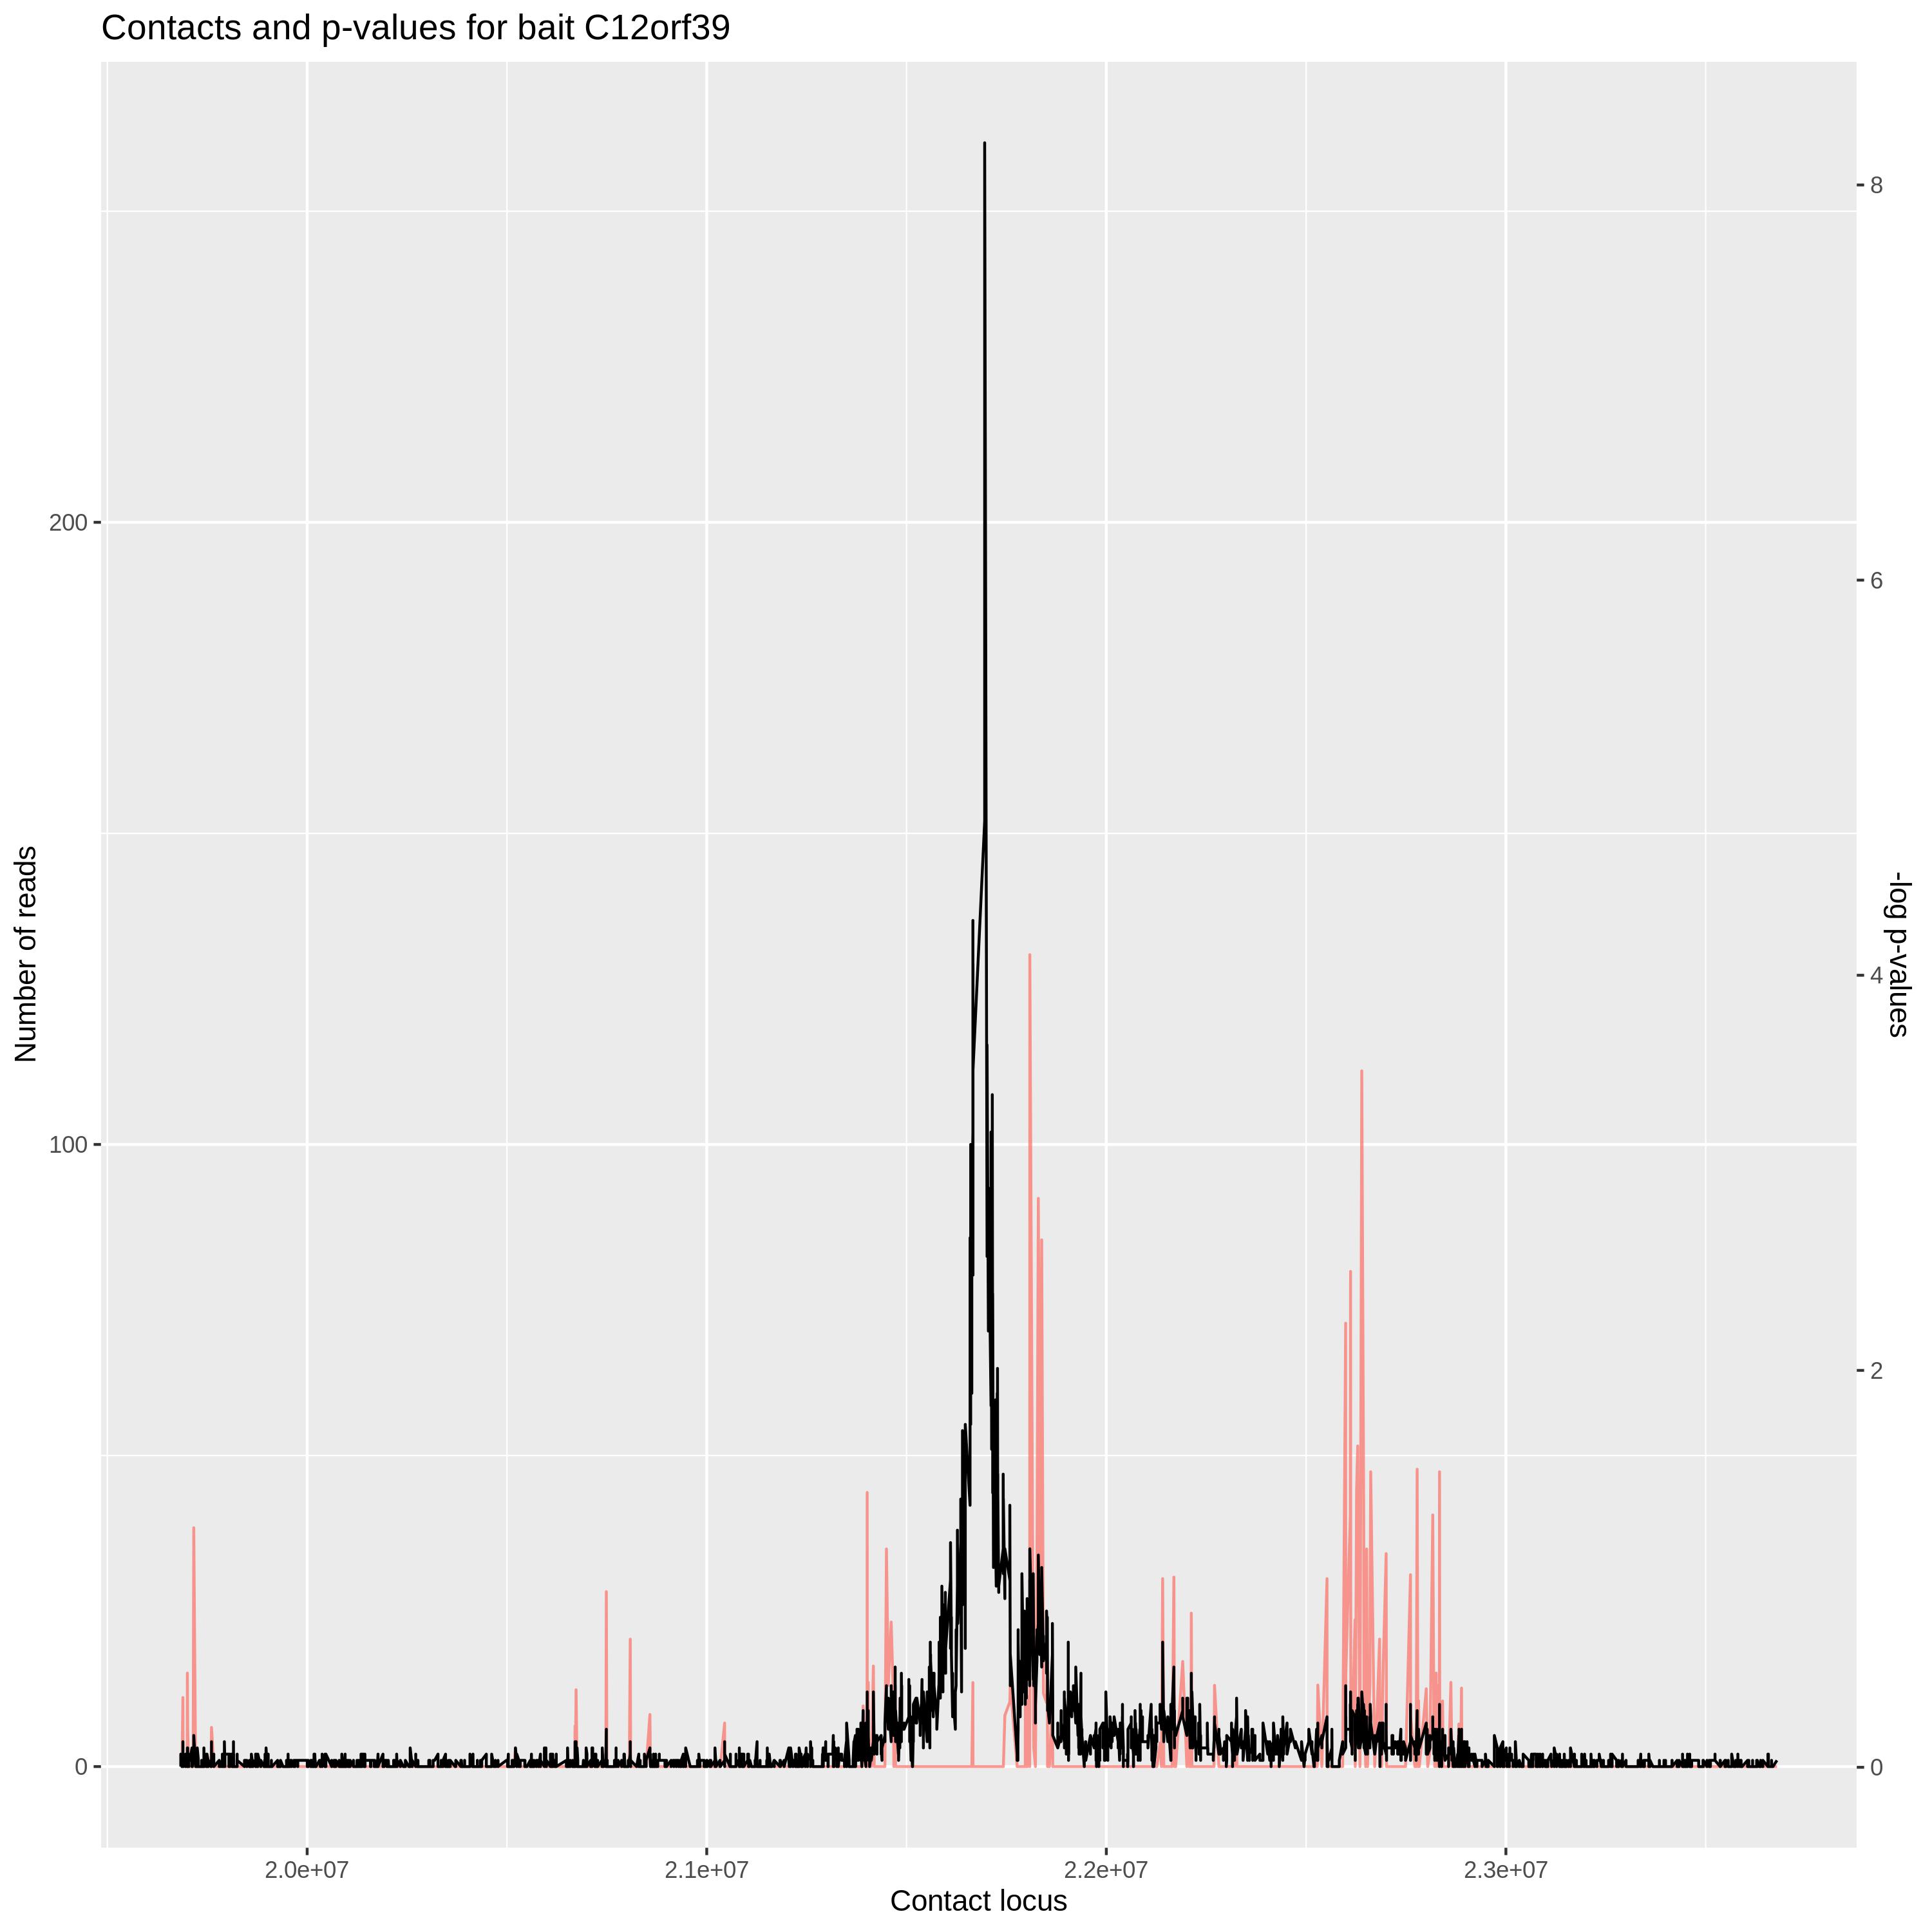 Contacts and p-values for bait C12orf39
Number of reads
200
100
0
8
6
4
2
0
-log p-values
2.0e+07
2.1e+07
2.2e+07
2.3e+07
Contact locus